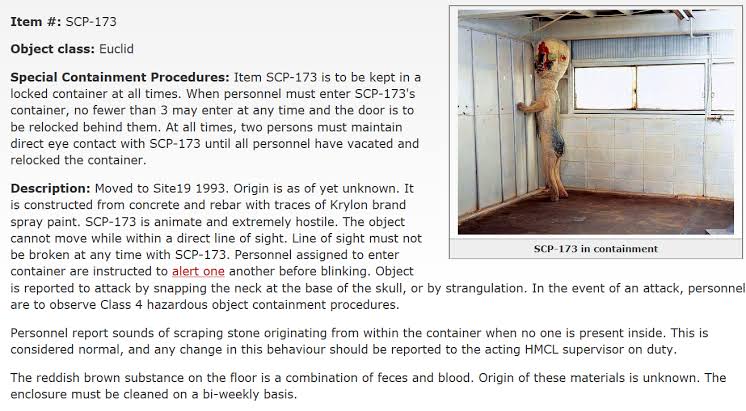 Item #: SCP-173
Object class: Euclid
Special Containment Procedures: Item SCP-173 is to be kept in a
locked container at all times. When personnel must enter SCP-173's
container, no fewer than 3 may enter at any time and the door is to
be relocked behind them. At all times, two persons must maintain
direct eye contact with SCP-173 until all personnel have vacated and
relocked the container.
Description: Moved to Site19 1993. Origin is as of yet unknown. It
is constructed from concrete and rebar with traces of Krylon brand
spray paint. SCP-173 is animate and extremely hostile. The object
cannot move while within a direct line of sight. Line of sight must not
be broken at any time with SCP-173. Personnel assigned to enter
container are instructed to alert one another before blinking. Object
is reported to attack by snapping the neck at the base of the skull, or by strangulation. In the event of an attack, personnel
are to observe Class 4 hazardous object containment procedures.
Personnel report sounds of scraping stone originating from within the container when no one is present inside. This is
considered normal, and any change in this behaviour should be reported to the acting HMCL supervisor on duty.
The reddish brown substance on the floor is a combination of feces and blood. Origin of these materials is unknown. The
enclosure must be cleaned on a bi-weekly basis.
SCP-173 in containment